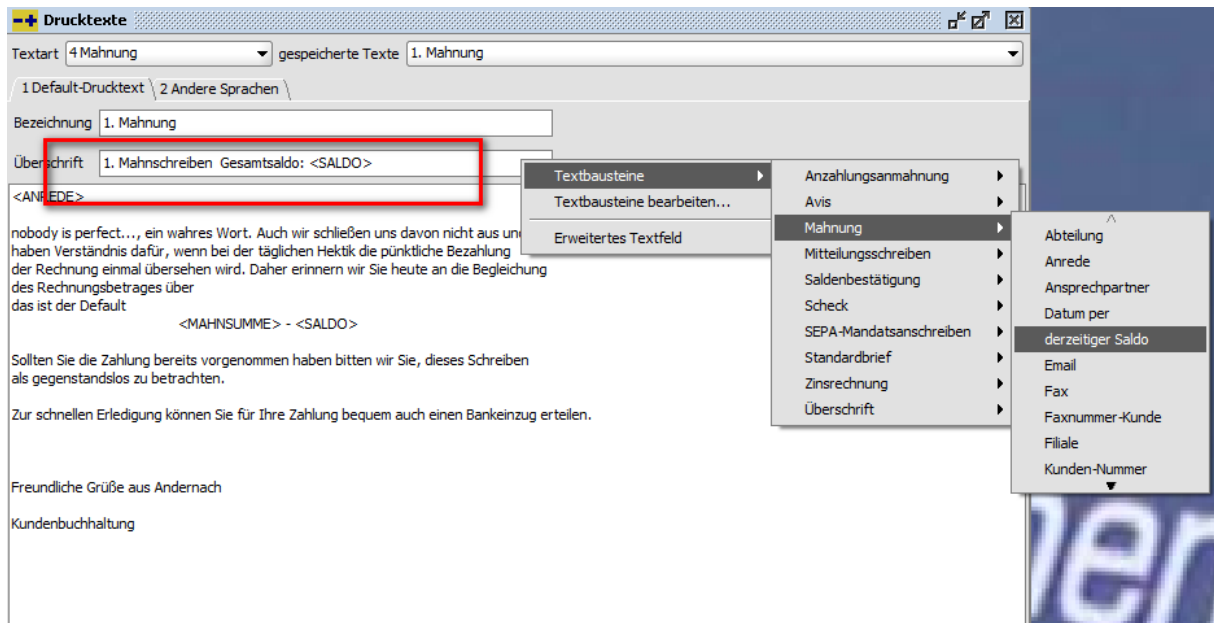 Drucktexte
Textart 4 Mahnung gespeicherte Texte 1. Mahnung
1 Default-Drucktext 2 Andere Sprachen
Bezeichnung 1. Mahnung
Überschrift 1. Mahnschreiben Gesamtsaldo: <SALDO>
<ANREDE>
nobody is perfect..., ein wahres Wort. Auch wir schließen uns davon nicht aus
haben Verständnis dafür, wenn bei der täglichen Hektik die pünktliche Bezahlung
der Rechnung einmal übersehen wird. Daher erinnern wir Sie heute an die Begleichung
des Rechnungsbetrages über
das ist der Default
<MAHNSUMME> - <SALDO>
Sollten Sie die Zahlung bereits vorgenommen haben bitten wir Sie, dieses Schreiben
als gegenstandslos zu betrachten.
Zur schnellen Erledigung können Sie für Ihre Zahlung bequem auch einen Bankeinzug erteilen.
Freundliche Grüße aus Andernach
Kundenbuchhaltung
Textbausteine
Textbausteine bearbeiten...
Erweitertes Textfeld
Anzahlungsanmahnung
Avis
Mahnung
Mitteilungsschreiben
Saldenbestätigung
Scheck
SEPA-Mandatsanschreiben
Standardbrief
Zinsrechnung
Überschrift
Abteilung
Anrede
Ansprechpartner
Datum per
derzeitiger Saldo
Email
Fax
Faxnummer-Kunde
Filiale
Kunden-Nummer